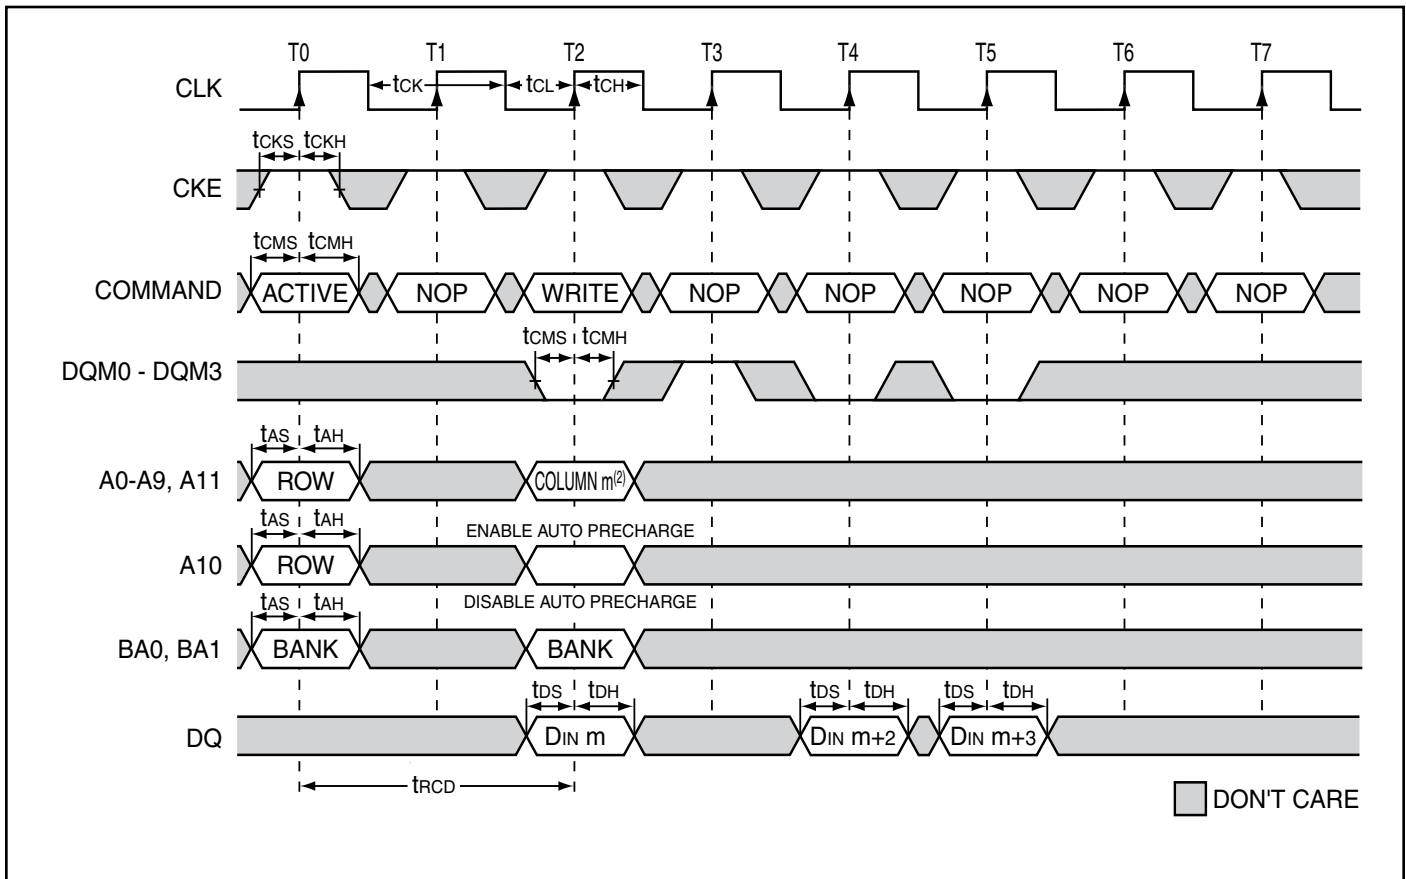 T0 T1 T2 T3 T4 T5 T6 T7
CLK tCK tCL tCH
tCKS tCKH
CKE
tCMS tCMH
COMMAND ACTIVE NOP WRITE NOP NOP NOP NOP NOP
tCMS tCMH
DQM0 - DQM3
tAS tAH
A0-A9, A11 ROW COLUMN m(2)
tAS tAH ENABLE AUTO PRECHARGE
A10 ROW
tAS tAH DISABLE AUTO PRECHARGE
BA0, BA1 BANK BANK
tDS tDH tDS tDH tDS tDH
DQ DIN m DIN m+2 DIN m+3
tRCD
DON'T CARE